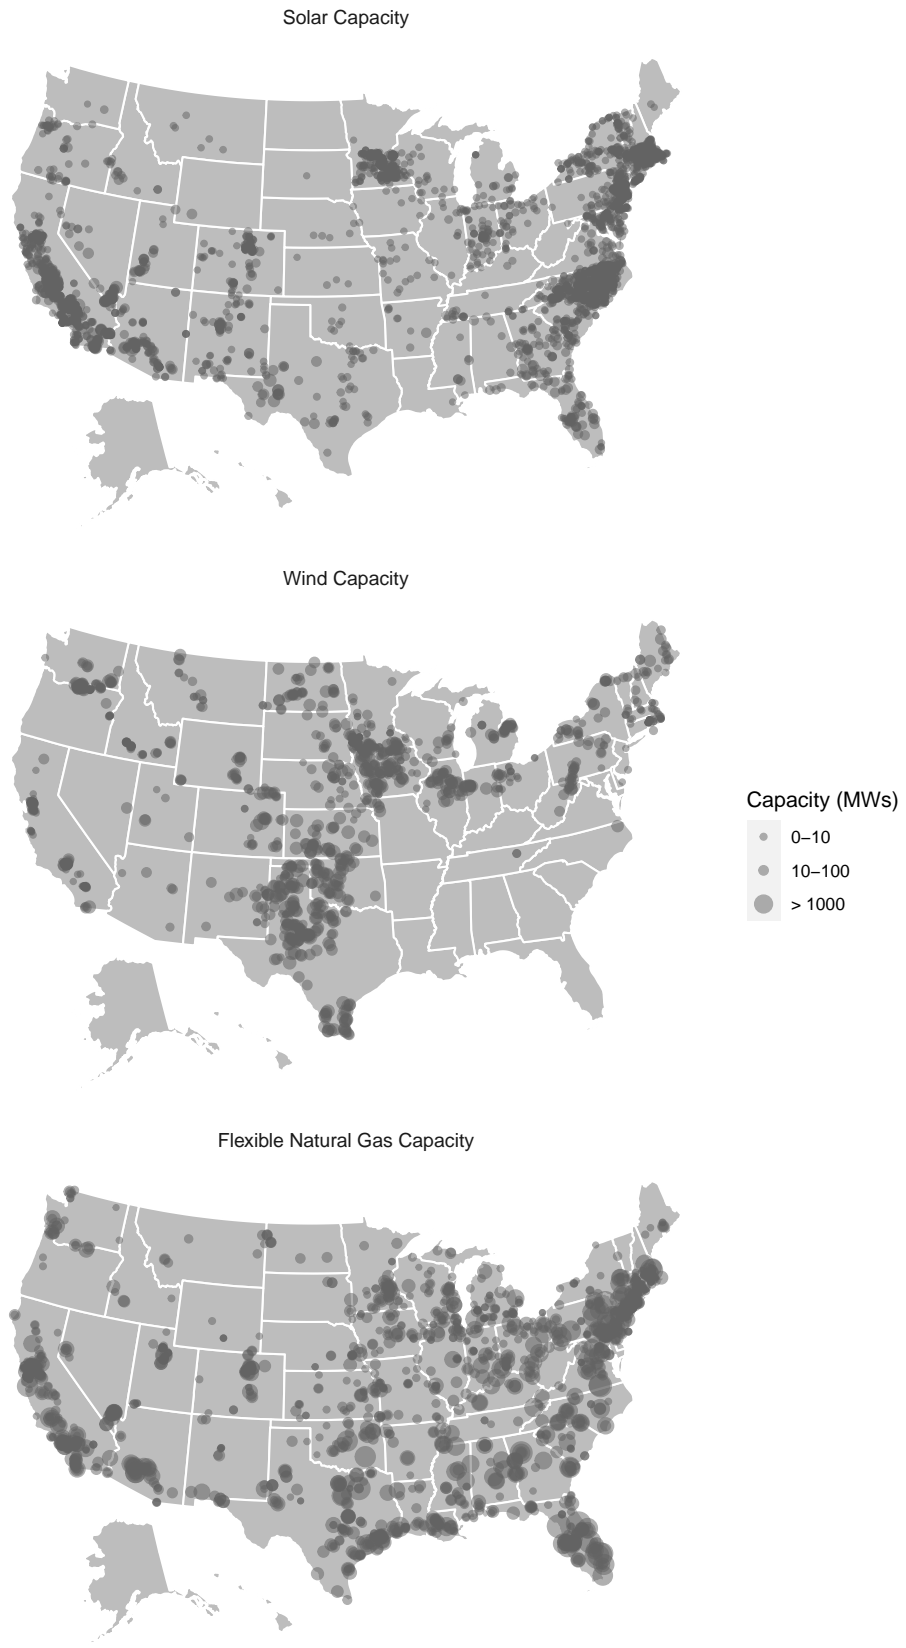 Solar Capacity
Wind Capacity
Capacity (MWs)
0−10
10−100
> 1000
Flexible Natural Gas Capacity